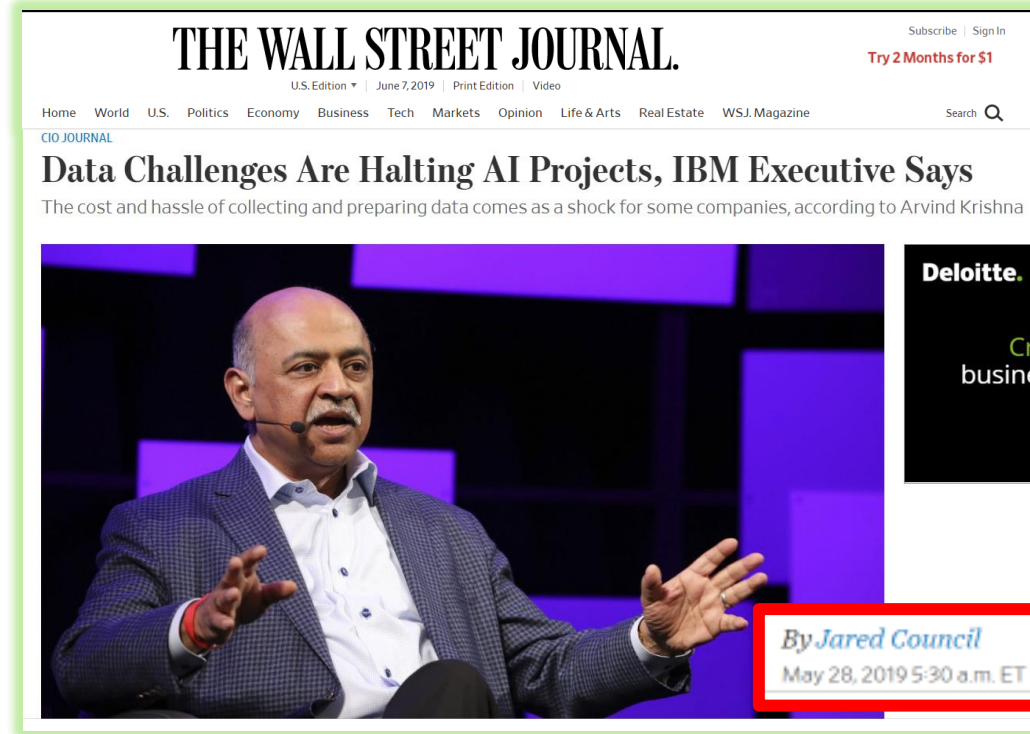 Subscribe | Sign In
THE WALL STREET JOURNAL.
Try 2 Months for $1
U.S. Edition ▼ | June 7, 2019 | Print Edition | Video
Home World U.S. Politics Economy Business Tech Markets Opinion Life & Arts Real Estate WSJ. Magazine Search
CIO JOURNAL
Data Challenges Are Halting AI Projects, IBM Executive Says
The cost and hassle of collecting and preparing data comes as a shock for some companies, according to Arvind Krishna
Deloitte.
By Jared Council
May 28, 2019 5:30 a.m. ET